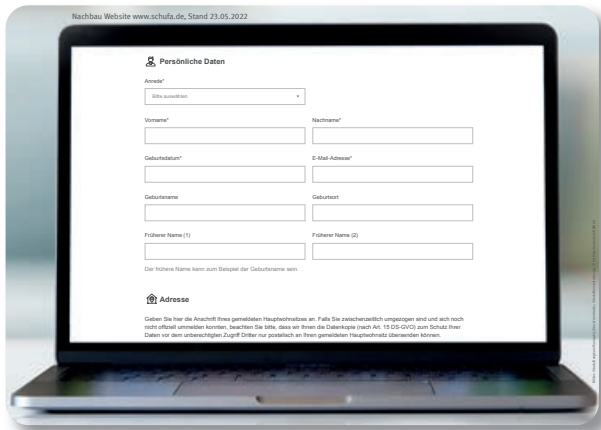 Nachbau Website www.schufa.de, Stand 23.05.2022
Persönliche Daten
Anrede*
Bitte auswählen
Vorname*
Nachname*
Geburtsdatum*
E-Mail-Adresse*
Geburtsname
Geburtsort
Früherer Name (1)
Früherer Name (2)
Der frühere Name kann zum Beispiel der Geburtsname sein.
Adresse
Geben Sie hier die Anschrift Ihres gemeldeten Hauptwohnsitzes an. Falls Sie zwischenzeitlich umgezogen sind und sich noch
nicht offiziell ummelden konnten, beachten Sie bitte, dass wir Ihnen die Datenkopie (nach Art. 15 DS-GVO) zum Schutz Ihrer
Daten vor dem unberechtigten Zugriff Dritter nur postalisch an Ihren gemeldeten Hauptwohnsitz übersenden können.